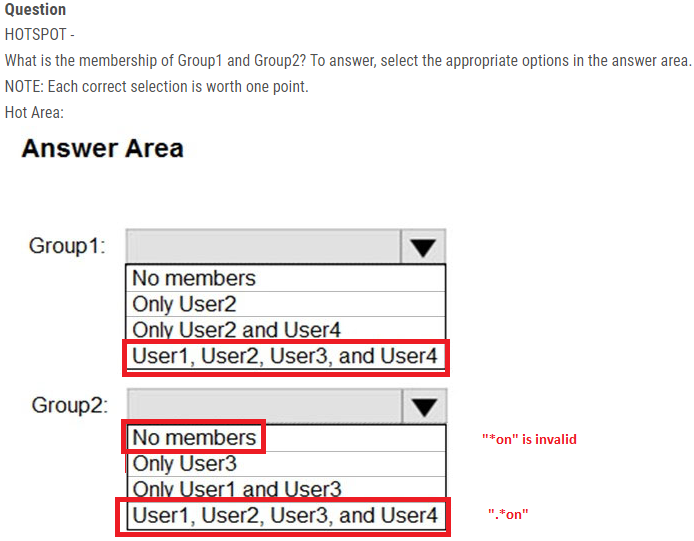 Question
HOTSPOT -
What is the membership of Group1 and Group2? To answer, select the appropriate options in the answer area.
NOTE: Each correct selection is worth one point.
Hot Area:
Answer Area
Group1:
No members
Only User2
Only User2 and User4
User1, User2, User3, and User4
Group2:
No members "*on" is invalid
Only User3
Only User1 and User3
User1, User2, User3, and User4 ".*on"